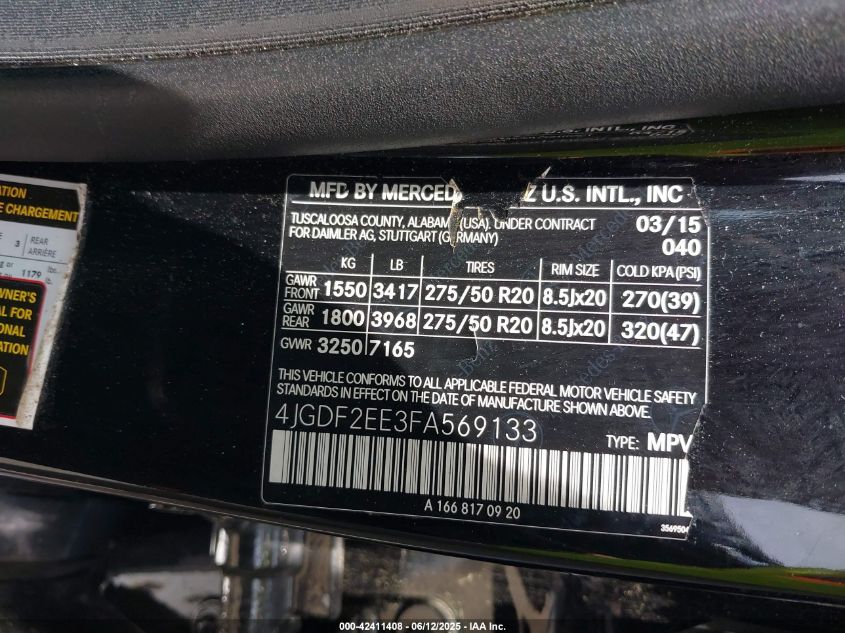 ATION
E CHARGEMENT
3 | REAR
ARRIÈRE
1179
WNER'S
AL FOR
ONAL
ATION
MFD BY MERCED Z U.S. INTL., INC
TUSCALOOSA COUNTY, ALABAM (USA). UNDER CONTRACT 03/15
FOR DAIMLER AG, STUTTGART (GERMANY) 040
KG LB TIRES RIM SIZE COLD KPA(PSI)
GAWR FRONT 1550 3417 275/50 R20 8.5Jx20 270(39)
GAWR REAR 1800 3968 275/50 R20 8.5Jx20 320(47)
GVWR 3250 7165
THIS VEHICLE CONFORMS TO ALL APPLICABLE FEDERAL MOTOR VEHICLE SAFETY
STANDARDS IN EFFECT ON THE DATE OF MANUFACTURE SHOWN ABOVE.
4JGDF2EE3FA569133
TYPE: MPV
A 166 817 09 20
000-42411408 - 06/12/2025 - IAA Inc.